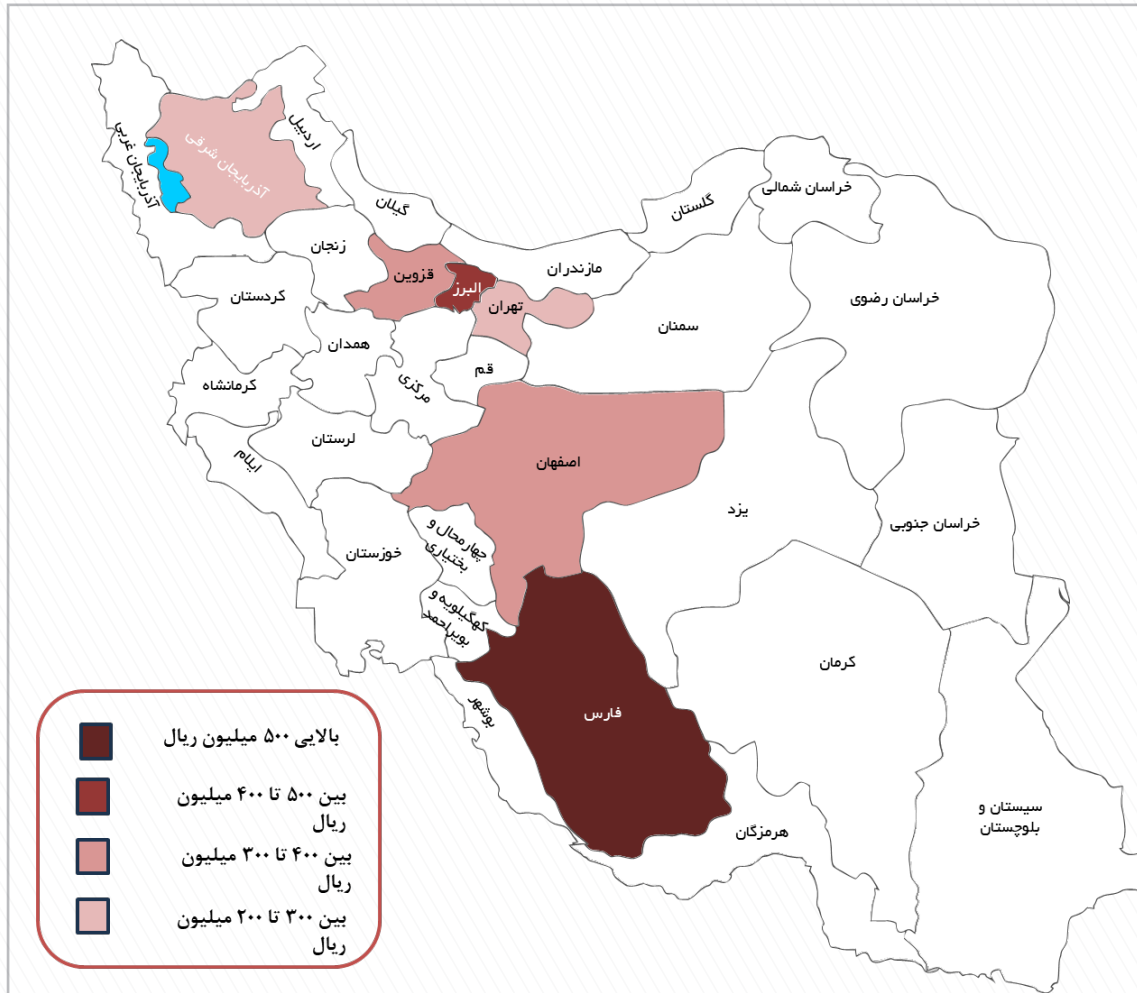 اردبیل
آذربایجان شرقی
آذربایجان غربی
گیلان
گلستان
خراسان شمالی
زنجان
مازندران
قزوین
البرز
تهران
کردستان
سمنان
خراسان رضوی
همدان
قم
کرمانشاه
مرکزی
لرستان
اصفهان
ایلام
یزد
خراسان جنوبی
خوزستان
چهارمحال و
بختیاری
کهگیلویه و
بویراحمد
کرمان
فارس
بوشهر
هرمزگان
سیستان و
بلوچستان
بالایی ۵۰۰ میلیون ریال
بین ۵۰۰ تا ۴۰۰ میلیون
ریال
بین ۴۰۰ تا ۳۰۰ میلیون
ریال
بین ۳۰۰ تا ۲۰۰ میلیون
ریال